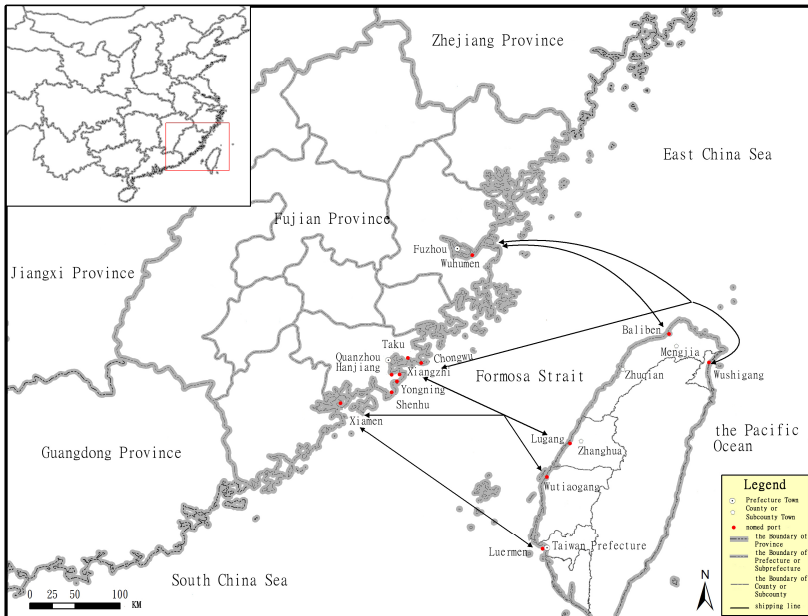 Zhejiang Province
East China Sea
Fujian Province
Fuzhou
Wuhumen
Jiangxi Province
Baliben
Taku
Mengjia
Quanzhou
Chongwu
Hanjiang
Xiangzhi
Formosa Strait
Zhuqian
Wushigang
Yongning
Shenhu
Xiamen
the Pacific
Ocean
Lugang
Zhanghua
Guangdong Province
Wutiaogang
Luermen
Taiwan Prefecture
South China Sea
0 25 50 100
KM
N
Legend
Prefecture Town
County or
Subcounty Town
nomed port
the Boundary of
Province
the Boundary of
Prefecture or
Subprefecture
the Boundary of
County or
Subcounty
shipping line